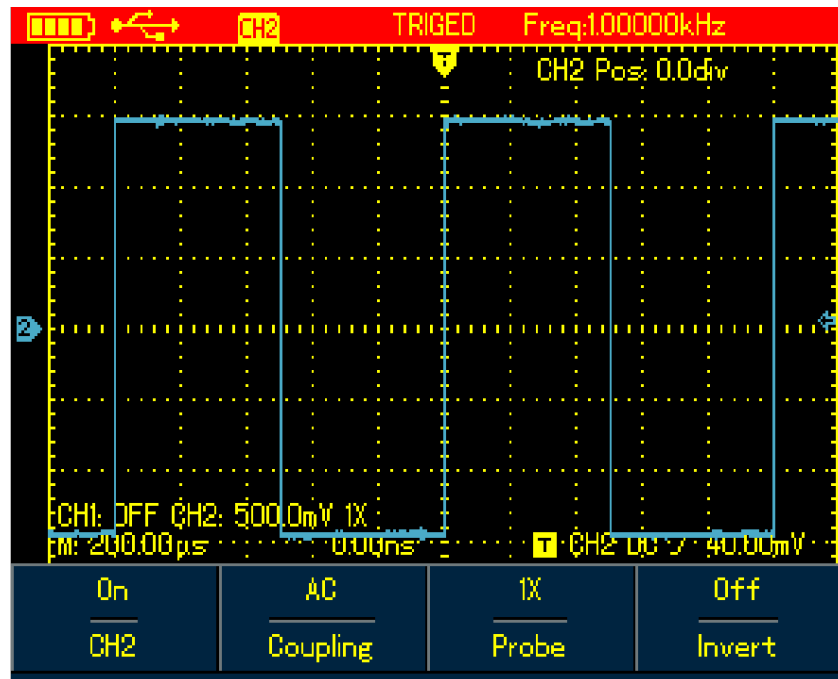 CH2 TRIGED Freq:1.00000kHz
T
CH2 Pos: 0.0div
2
CH1: OFF CH2: 500.0mV 1X
M: 200.00µs 0.00ns T CH2 DC 40.00mV
On AC 1X Off
CH2 Coupling Probe Invert